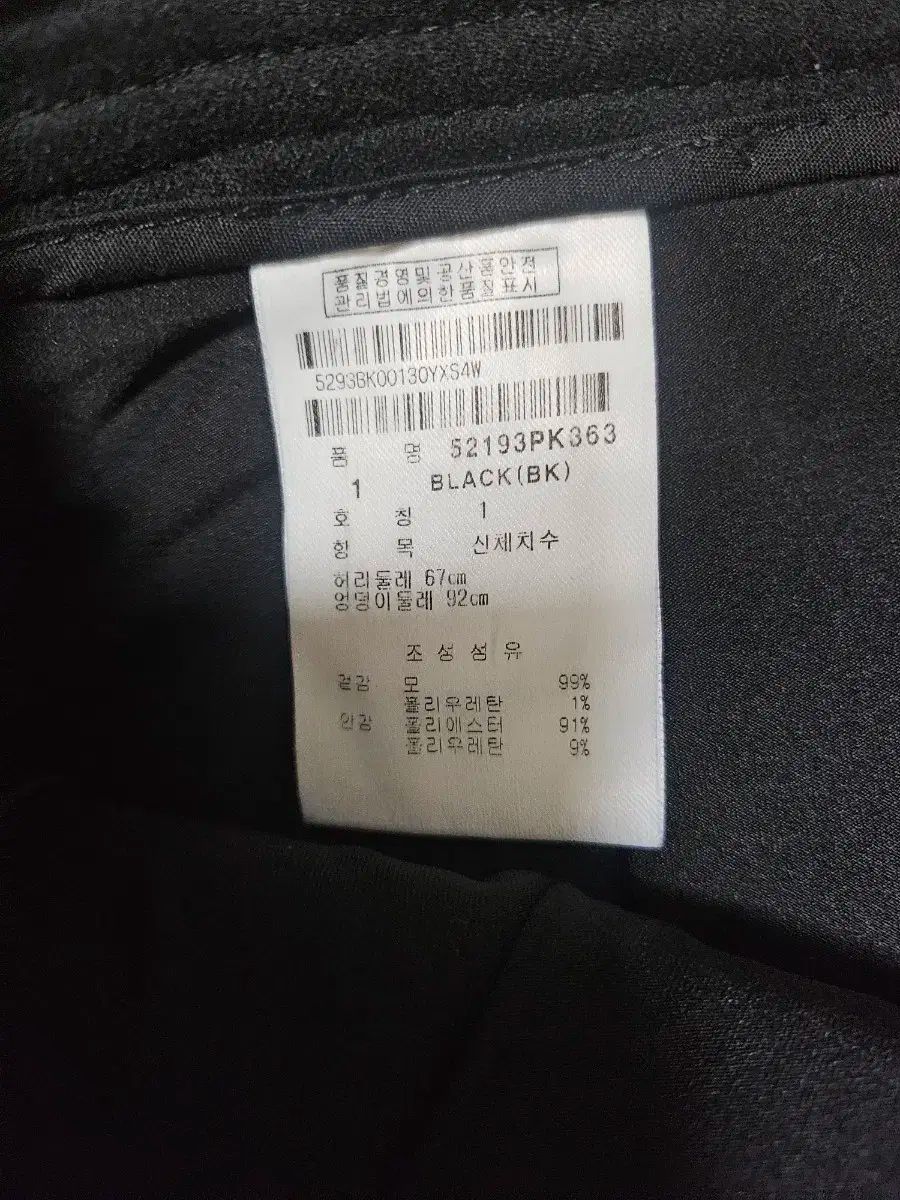 품질경영및 공산품안전
관리법에의한품질표시
5293BK00130YXS4W
품 명 52193PK363
1 BLACK(BK)
호 칭 1
항 목 신체치수
허리둘레 67cm
엉덩이둘레 92cm
조 성 섬 유
겉감 모 99%
폴리우레탄 1%
안감 폴리에스터 91%
폴리우레탄 9%